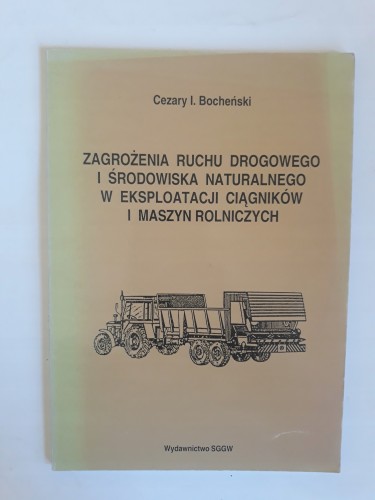 Cezary I. Bocheński
ZAGROŻENIA RUCHU DROGOWEGO
I ŚRODOWISKA NATURALNEGO
W EKSPLOATACJI CIĄGNIKÓW
I MASZYN ROLNICZYCH
Wydawnictwo SGGW